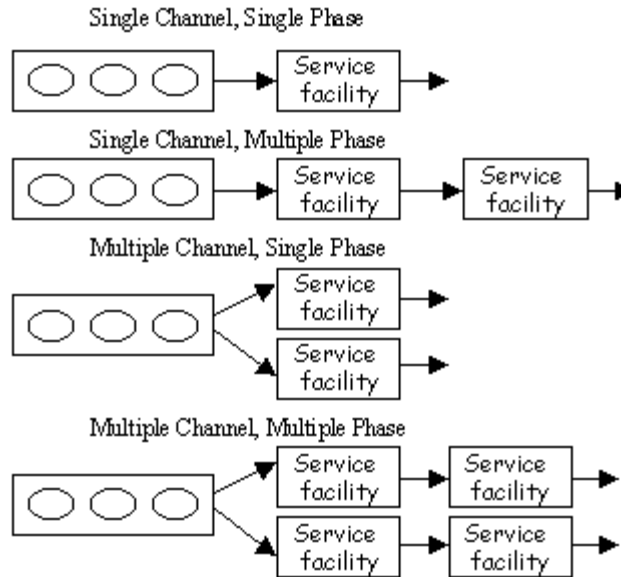 Single Channel, Single Phase
Service
facility
Single Channel, Multiple Phase
Service
facility
Service
facility
Multiple Channel, Single Phase
Service
facility
Service
facility
Multiple Channel, Multiple Phase
Service
facility
Service
facility
Service
facility
Service
facility